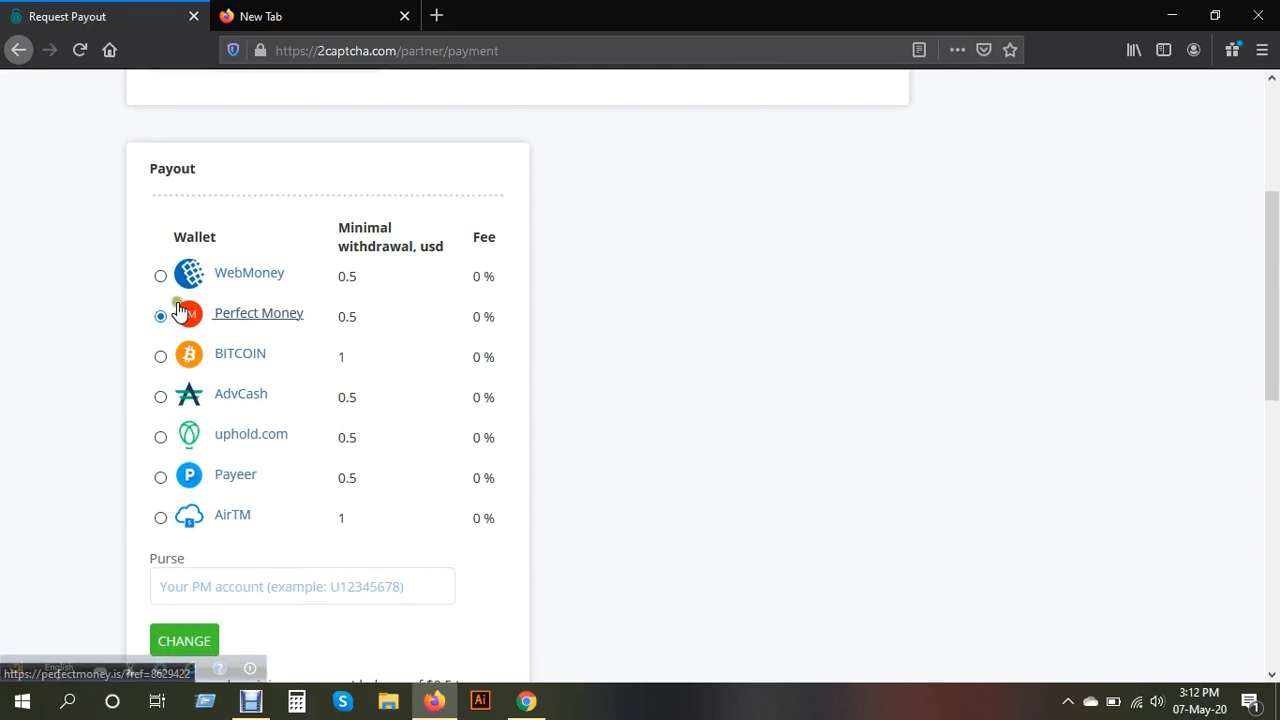 Request Payout
New Tab
https://2captcha.com/partner/payment
Payout
Wallet
Minimal withdrawal, usd
Fee
WebMoney 0.5 0 %
Perfect Money 0.5 0 %
BITCOIN 1 0 %
AdvCash 0.5 0 %
uphold.com 0.5 0 %
Payeer 0.5 0 %
AirTM 1 0 %
Purse
Your PM account (example: U12345678)
CHANGE
English
https://perfectmoney.is/?ref=8629422
3:12 PM
07-May-20